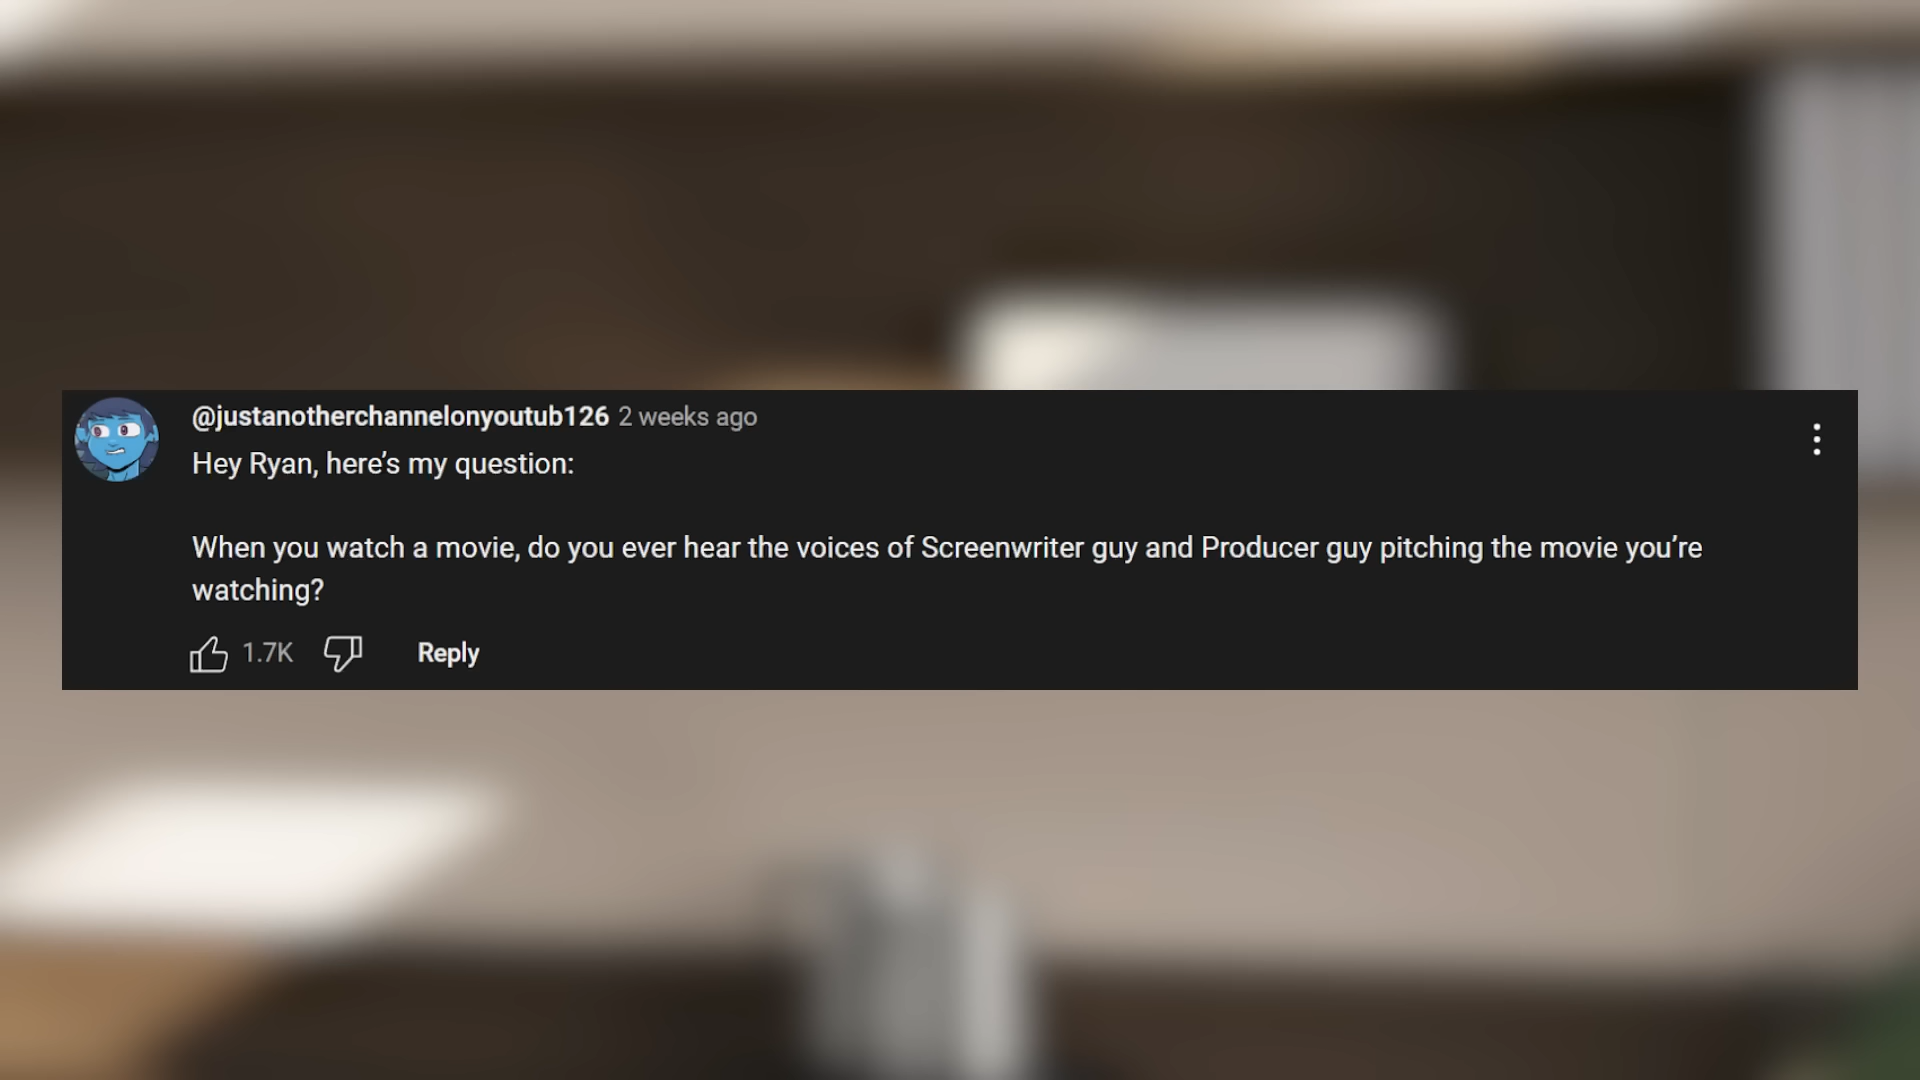 @justanotherchannelonyoutub126 2 weeks ago
Hey Ryan, here’s my question:
When you watch a movie, do you ever hear the voices of Screenwriter guy and Producer guy pitching the movie you’re
watching?
1.7K Reply